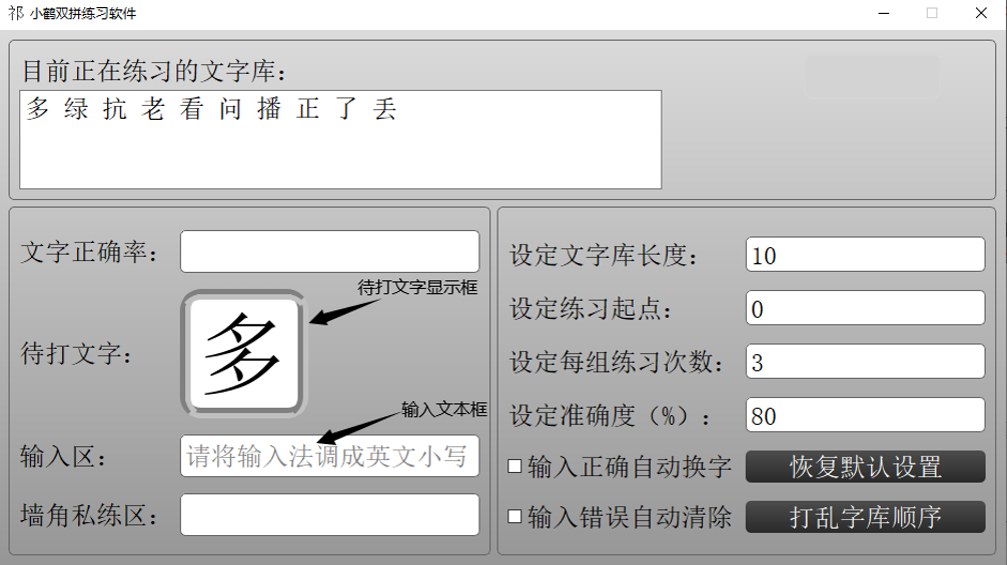 祁 小鹤双拼练习软件
目前正在练习的文字库：
多 绿 抗 老 看 问 播 正 了 丢
文字正确率：
待打文字显示框
待打文字：
多
输入文本框
输入区：
请将输入法调成英文小写
墙角私练区：
设定文字库长度：
10
设定练习起点：
0
设定每组练习次数：
3
设定准确度（%）：
80
输入正确自动换字
恢复默认设置
输入错误自动清除
打乱字库顺序